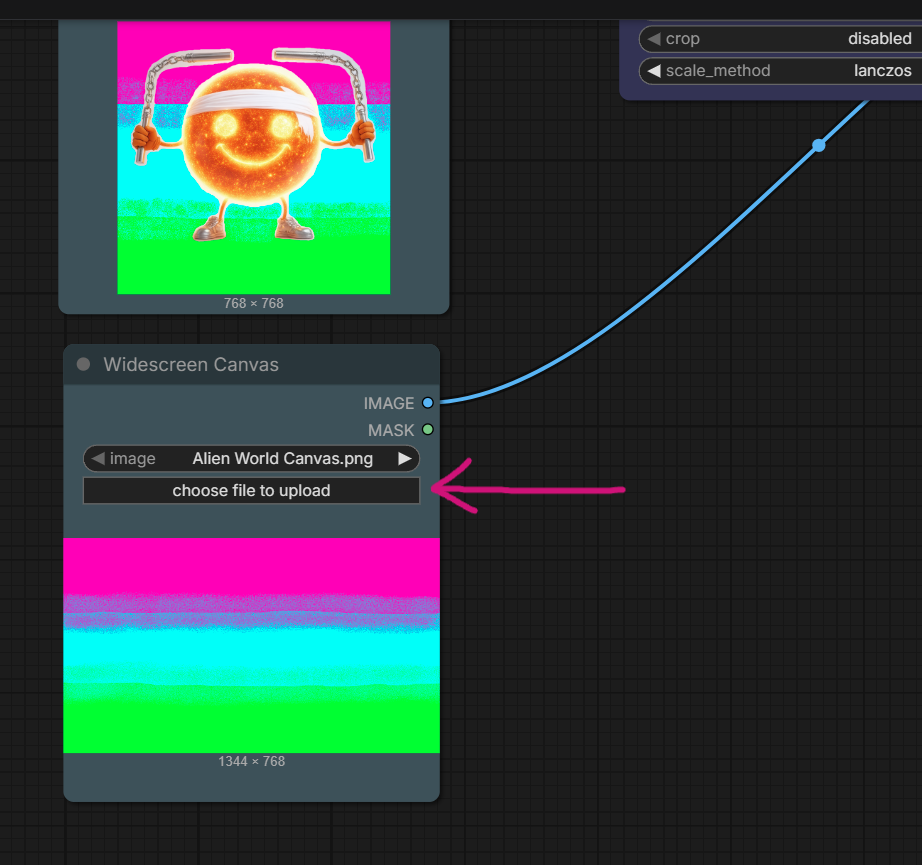 crop disabled
scale_method lanczos
768 × 768
Widescreen Canvas
IMAGE
MASK
image Alien World Canvas.png
choose file to upload
1344 × 768